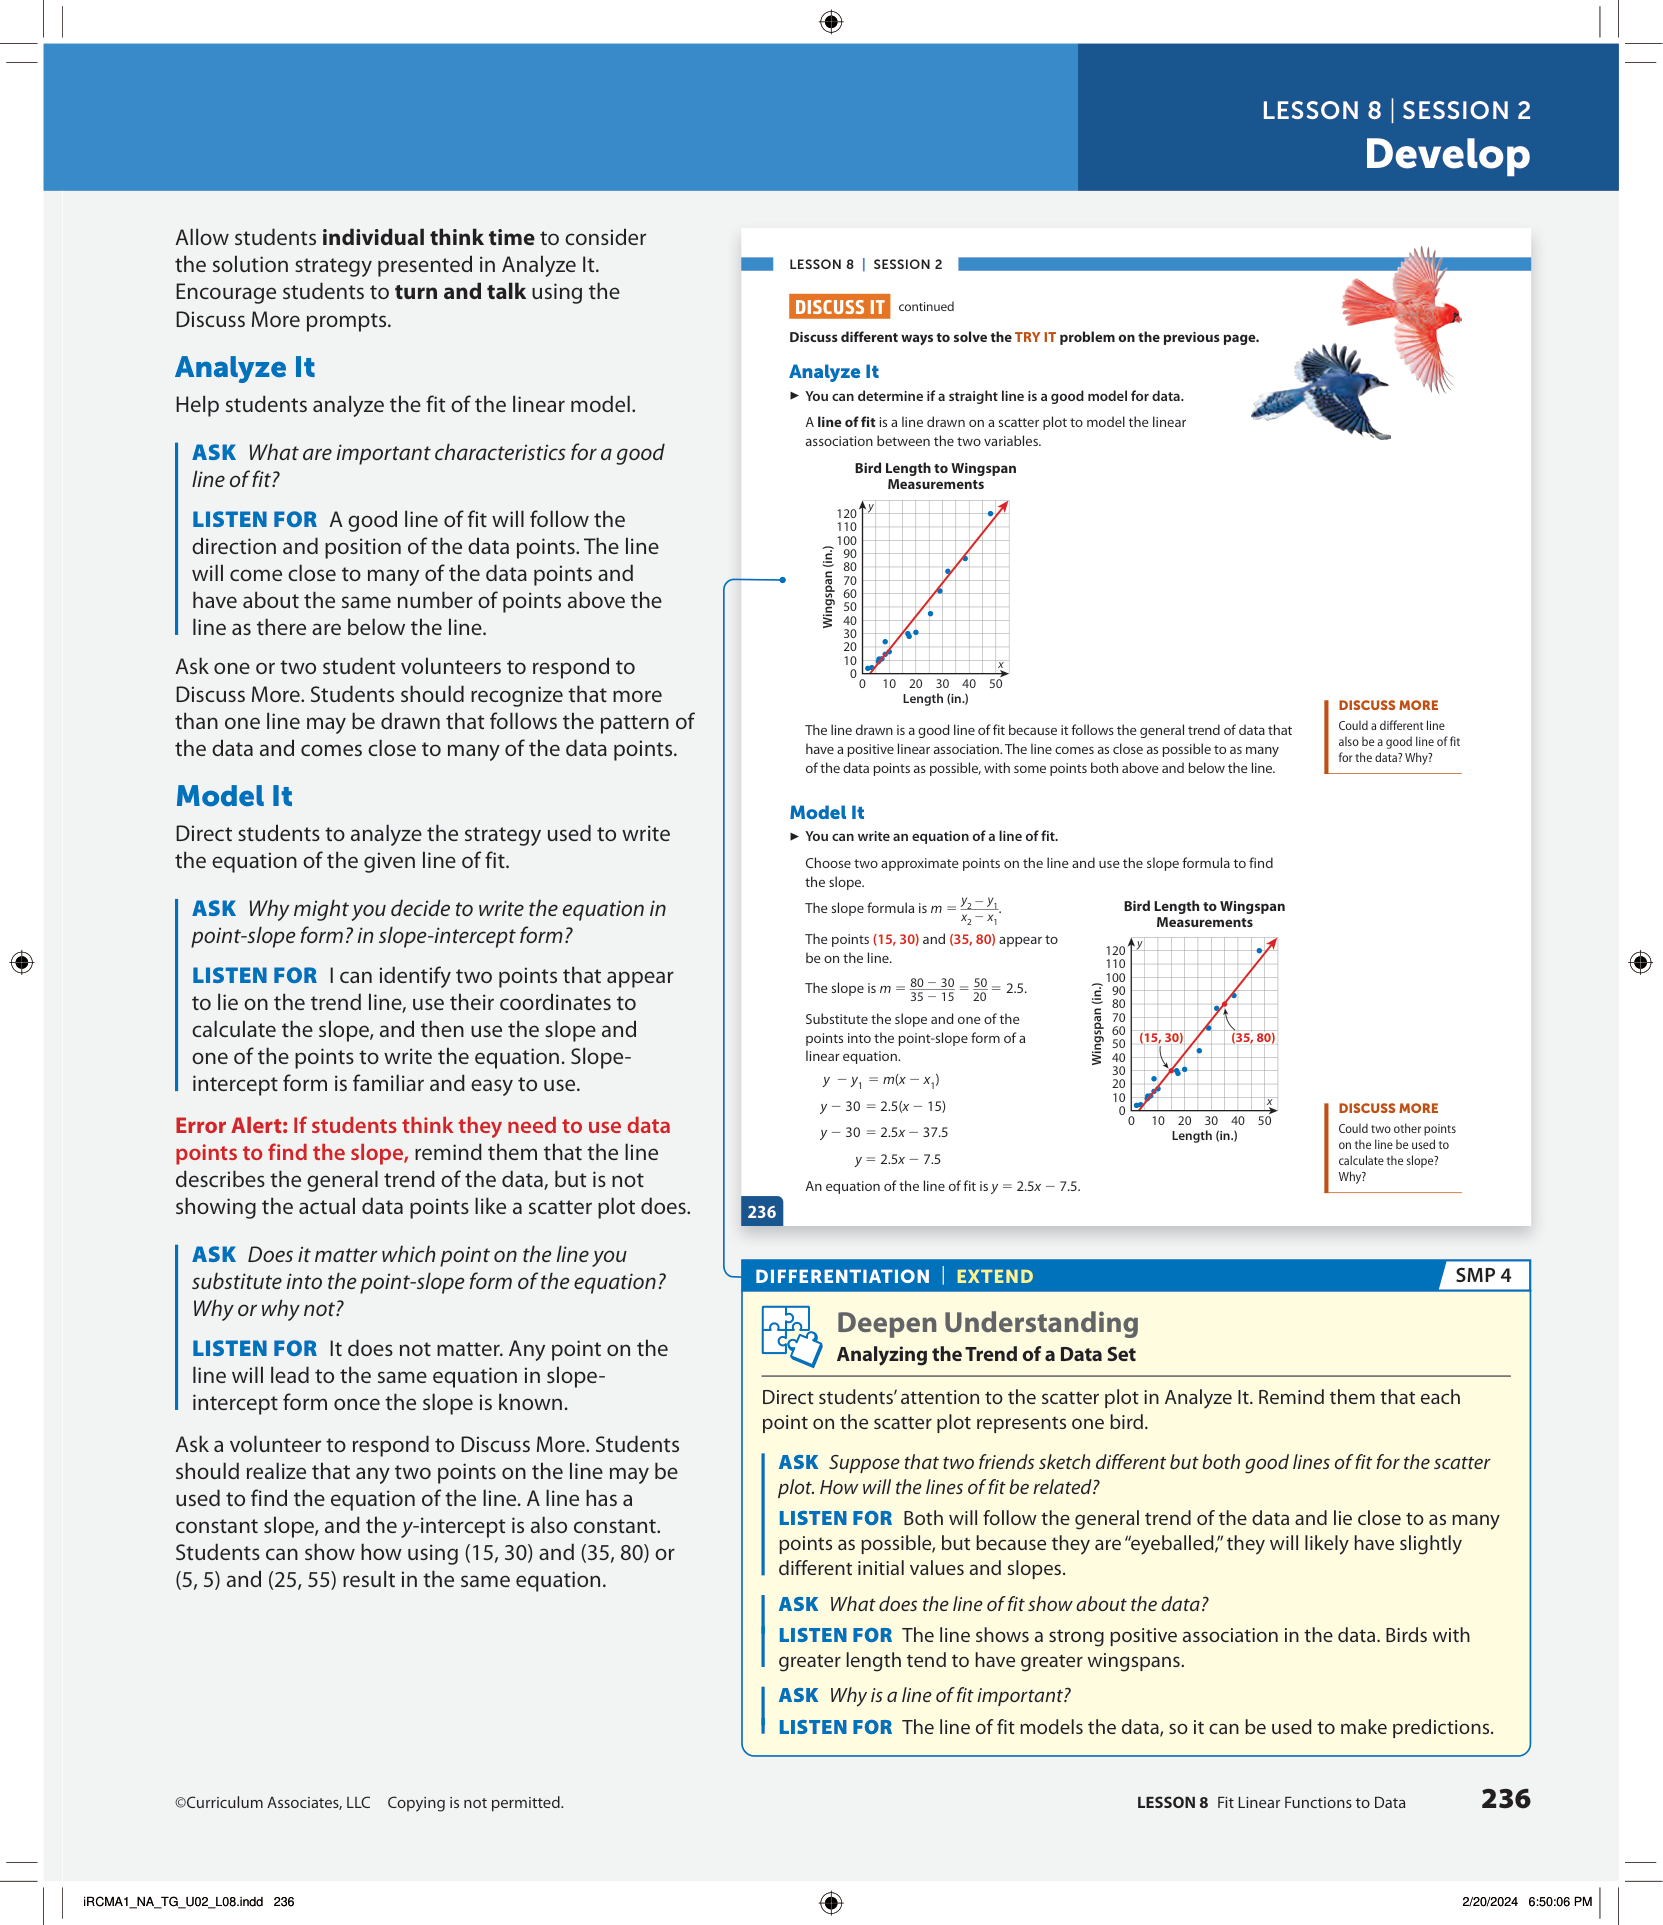 LESSON 8 | SESSION 2
Develop
Allow students individual think time to consider
the solution strategy presented in Analyze It.
Encourage students to turn and talk using the
Discuss More prompts.
Analyze It
Help students analyze the fit of the linear model.
ASK What are important characteristics for a good
line of fit?
LISTEN FOR A good line of fit will follow the
direction and position of the data points. The line
will come close to many of the data points and
have about the same number of points above the
line as there are below the line.
Ask one or two student volunteers to respond to
Discuss More. Students should recognize that more
than one line may be drawn that follows the pattern of
the data and comes close to many of the data points.
Model It
Direct students to analyze the strategy used to write
the equation of the given line of fit.
ASK Why might you decide to write the equation in
point-slope form? in slope-intercept form?
LISTEN FOR I can identify two points that appear
to lie on the trend line, use their coordinates to
calculate the slope, and then use the slope and
one of the points to write the equation. Slope-
intercept form is familiar and easy to use.
Error Alert: If students think they need to use data
points to find the slope, remind them that the line
describes the general trend of the data, but is not
showing the actual data points like a scatter plot does.
ASK Does it matter which point on the line you
substitute into the point-slope form of the equation?
Why or why not?
LISTEN FOR It does not matter. Any point on the
line will lead to the same equation in slope-
intercept form once the slope is known.
Ask a volunteer to respond to Discuss More. Students
should realize that any two points on the line may be
used to find the equation of the line. A line has a
constant slope, and the y-intercept is also constant.
Students can show how using (15, 30) and (35, 80) or
(5, 5) and (25, 55) result in the same equation.
LESSON 8 | SESSION 2
DISCUSS IT continued
Discuss different ways to solve the TRY IT problem on the previous page.
Analyze It
► You can determine if a straight line is a good model for data.
A line of fit is a line drawn on a scatter plot to model the linear
association between the two variables.
Bird Length to Wingspan
Measurements
y
120
110
100
90
80
70
60
50
40
30
20
10
0
Wingspan (in.)
x
0 10 20 30 40 50
Length (in.)
The line drawn is a good line of fit because it follows the general trend of data that
have a positive linear association. The line comes as close as possible to as many
of the data points as possible, with some points both above and below the line.
DISCUSS MORE
Could a different line
also be a good line of fit
for the data? Why?
Model It
► You can write an equation of a line of fit.
Choose two approximate points on the line and use the slope formula to find
the slope.
The slope formula is m = y₂ − y₁ / x₂ − x₁.
The points (15, 30) and (35, 80) appear to
be on the line.
The slope is m = 80 − 30 / 35 − 15 = 50 / 20 = 2.5.
Substitute the slope and one of the
points into the point-slope form of a
linear equation.
y − y₁ = m(x − x₁)
y − 30 = 2.5(x − 15)
y − 30 = 2.5x − 37.5
y = 2.5x − 7.5
An equation of the line of fit is y = 2.5x − 7.5.
Bird Length to Wingspan
Measurements
y
120
110
100
90
80
70
60
50
40
30
20
10
0
Wingspan (in.)
(15, 30)
(35, 80)
x
0 10 20 30 40 50
Length (in.)
DISCUSS MORE
Could two other points
on the line be used to
calculate the slope?
Why?
236
DIFFERENTIATION | EXTEND
SMP 4
Deepen Understanding
Analyzing the Trend of a Data Set
Direct students’ attention to the scatter plot in Analyze It. Remind them that each
point on the scatter plot represents one bird.
ASK Suppose that two friends sketch different but both good lines of fit for the scatter
plot. How will the lines of fit be related?
LISTEN FOR Both will follow the general trend of the data and lie close to as many
points as possible, but because they are “eyeballed,” they will likely have slightly
different initial values and slopes.
ASK What does the line of fit show about the data?
LISTEN FOR The line shows a strong positive association in the data. Birds with
greater length tend to have greater wingspans.
ASK Why is a line of fit important?
LISTEN FOR The line of fit models the data, so it can be used to make predictions.
©Curriculum Associates, LLC Copying is not permitted.
LESSON 8 Fit Linear Functions to Data 236
iRCMA1_NA_TG_U02_L08.indd 236
2/20/2024 6:50:06 PM